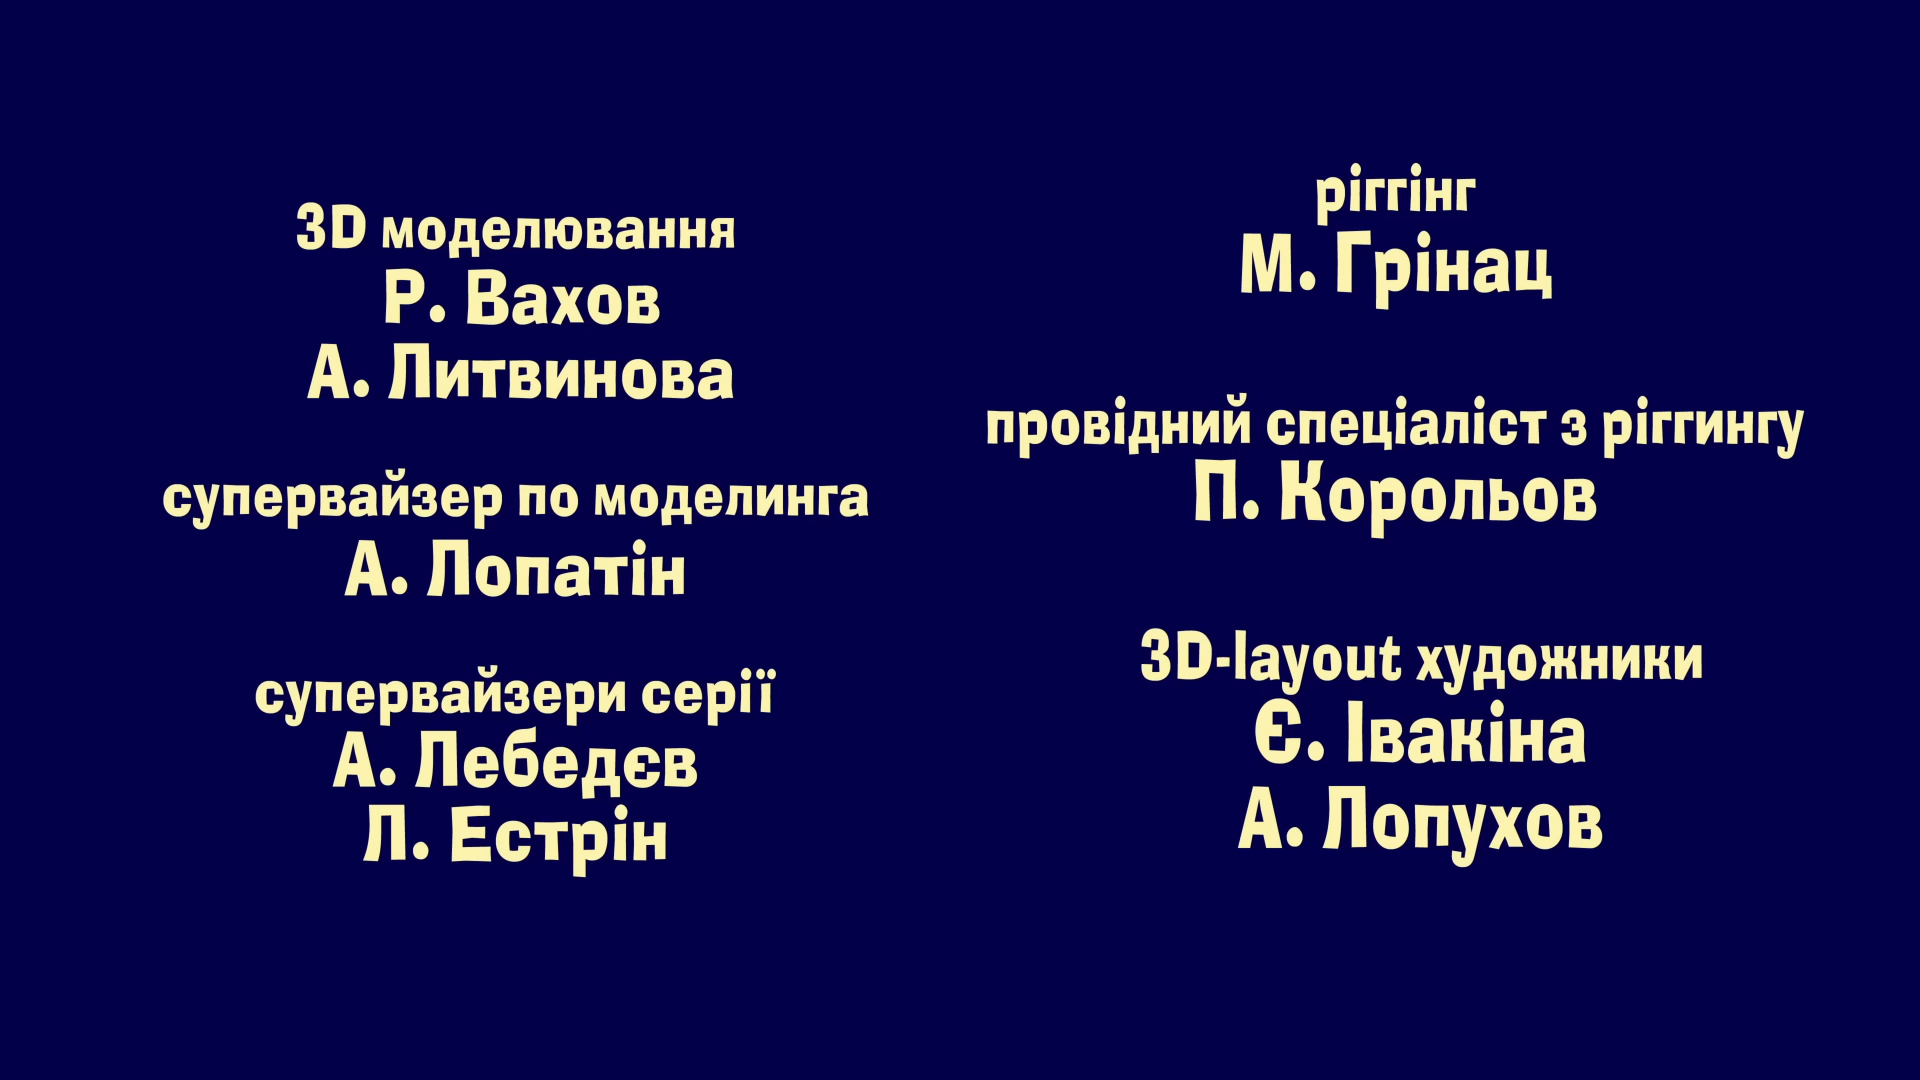 3D моделювання
Р. Вахов
А. Литвинова
супервайзер по моделинга
А. Лопатін
супервайзери серії
А. Лебедєв
Л. Естрін
ріггінг
М. Грінац
провідний спеціаліст з ріггингу
П. Корольов
3D-layout художники
Є. Івакіна
А. Лопухов